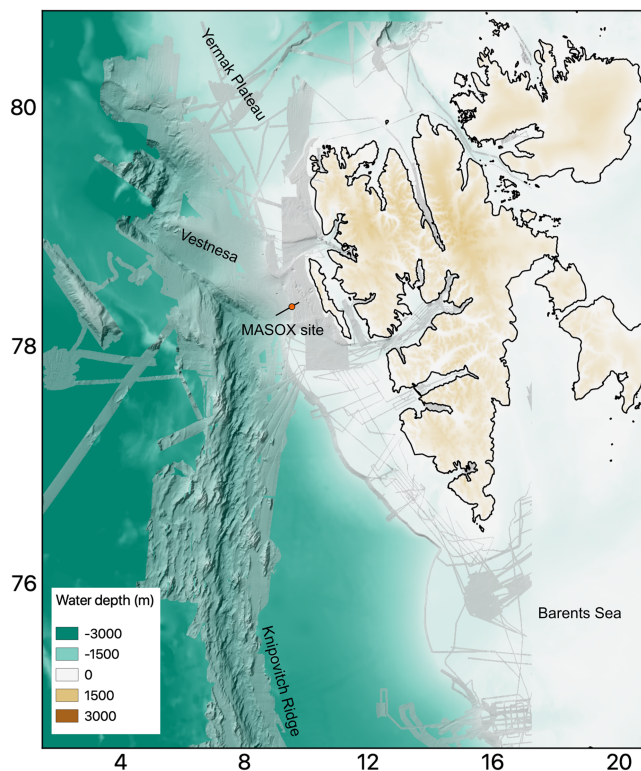 Yermak Plateau
80
Vestnesa
MASOX site
78
76
Barents Sea
Knipovitch Ridge
Water depth (m)
-3000
-1500
0
1500
3000
4 8 12 16 20